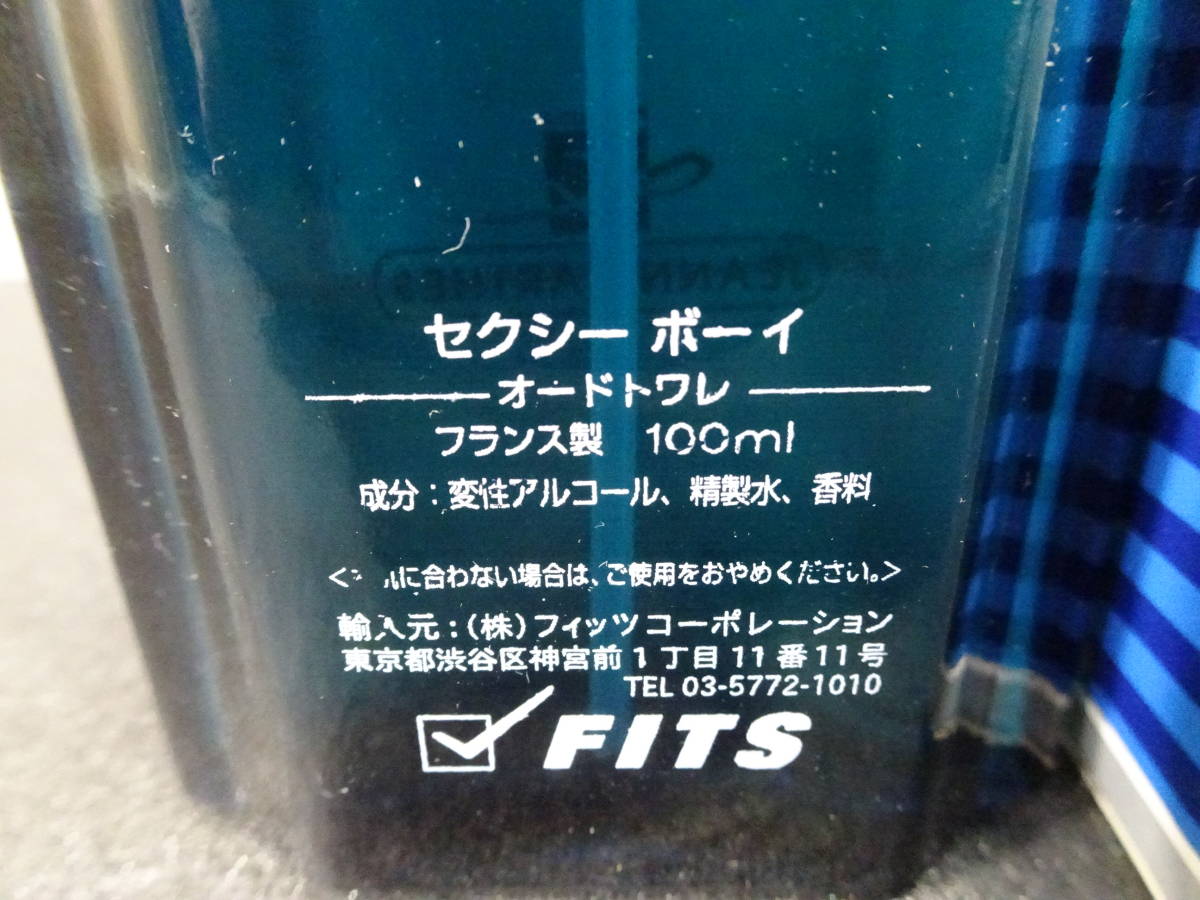 セクシー ボーイ
オードトワレ
フランス製 100ml
成分：変性アルコール、精製水、香料
<に合わない場合は、ご使用をおやめください。>
輸入元：(株)フィッツコーポレーション
東京都渋谷区神宮前1丁目11番11号
TEL 03-5772-1010
FITS